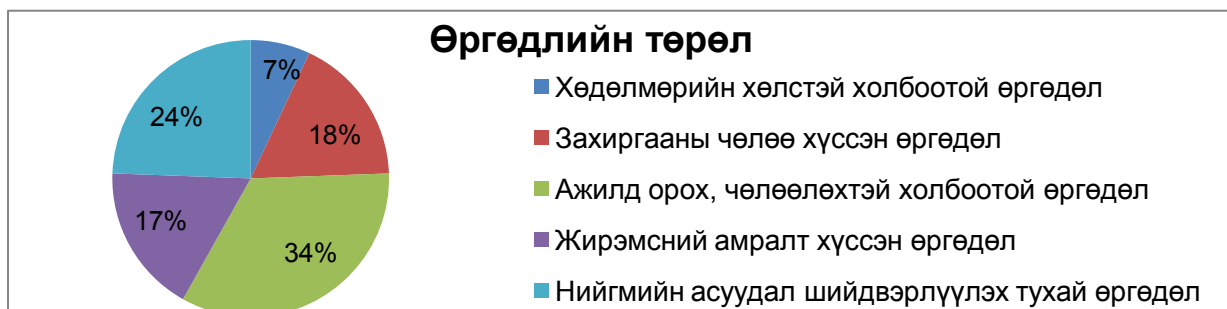 Өргөдлийн төрөл
7%
18%
34%
17%
24%
Хөдөлмөрийн хөлстэй холбоотой өргөдөл
Захиргааны чөлөө хүссэн өргөдөл
Ажилд орох, чөлөөлөхтэй холбоотой өргөдөл
Жирэмсний амралт хүссэн өргөдөл
Нийгмийн асуудал шийдвэрлүүлэх тухай өргөдөл